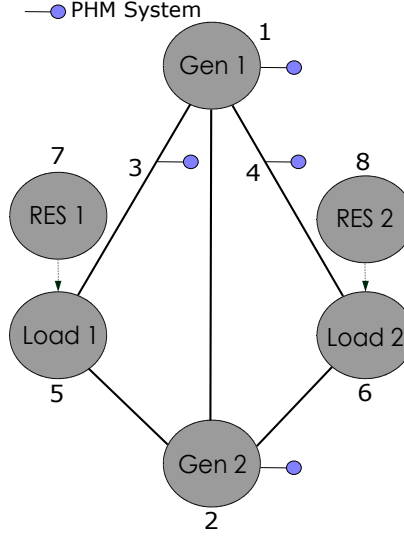 PHM System
1
Gen 1
3
4
7
8
RES 1
RES 2
Load 1
Load 2
5
6
Gen 2
2